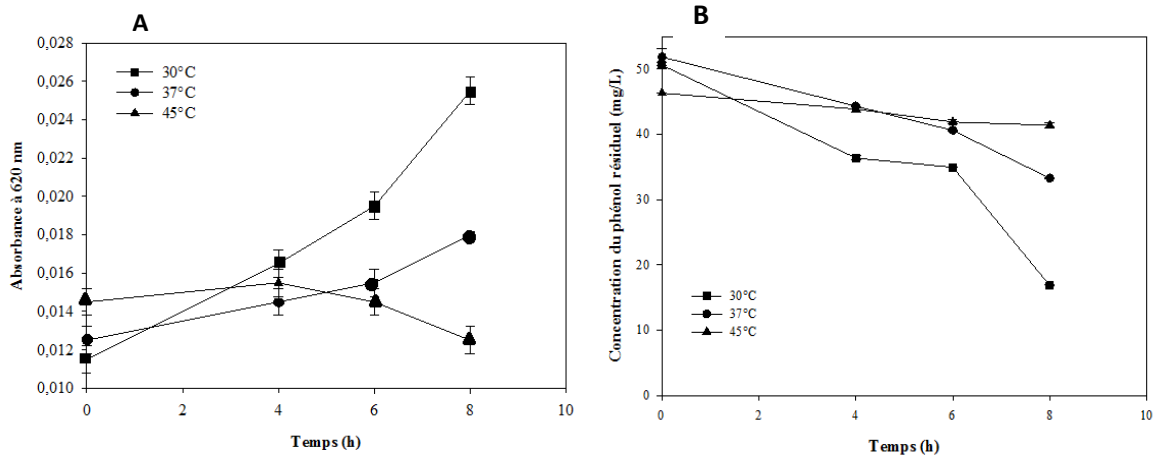 A
Absorbance à 620 nm
0,028
0,026
0,024
0,022
0,020
0,018
0,016
0,014
0,012
0,010
30°C
37°C
45°C
0
2
4
6
8
10
Temps (h)
B
Concentration du phénol résiduel (mg/L)
50
40
30
20
10
0
30°C
37°C
45°C
0
2
4
6
8
10
Temps (h)